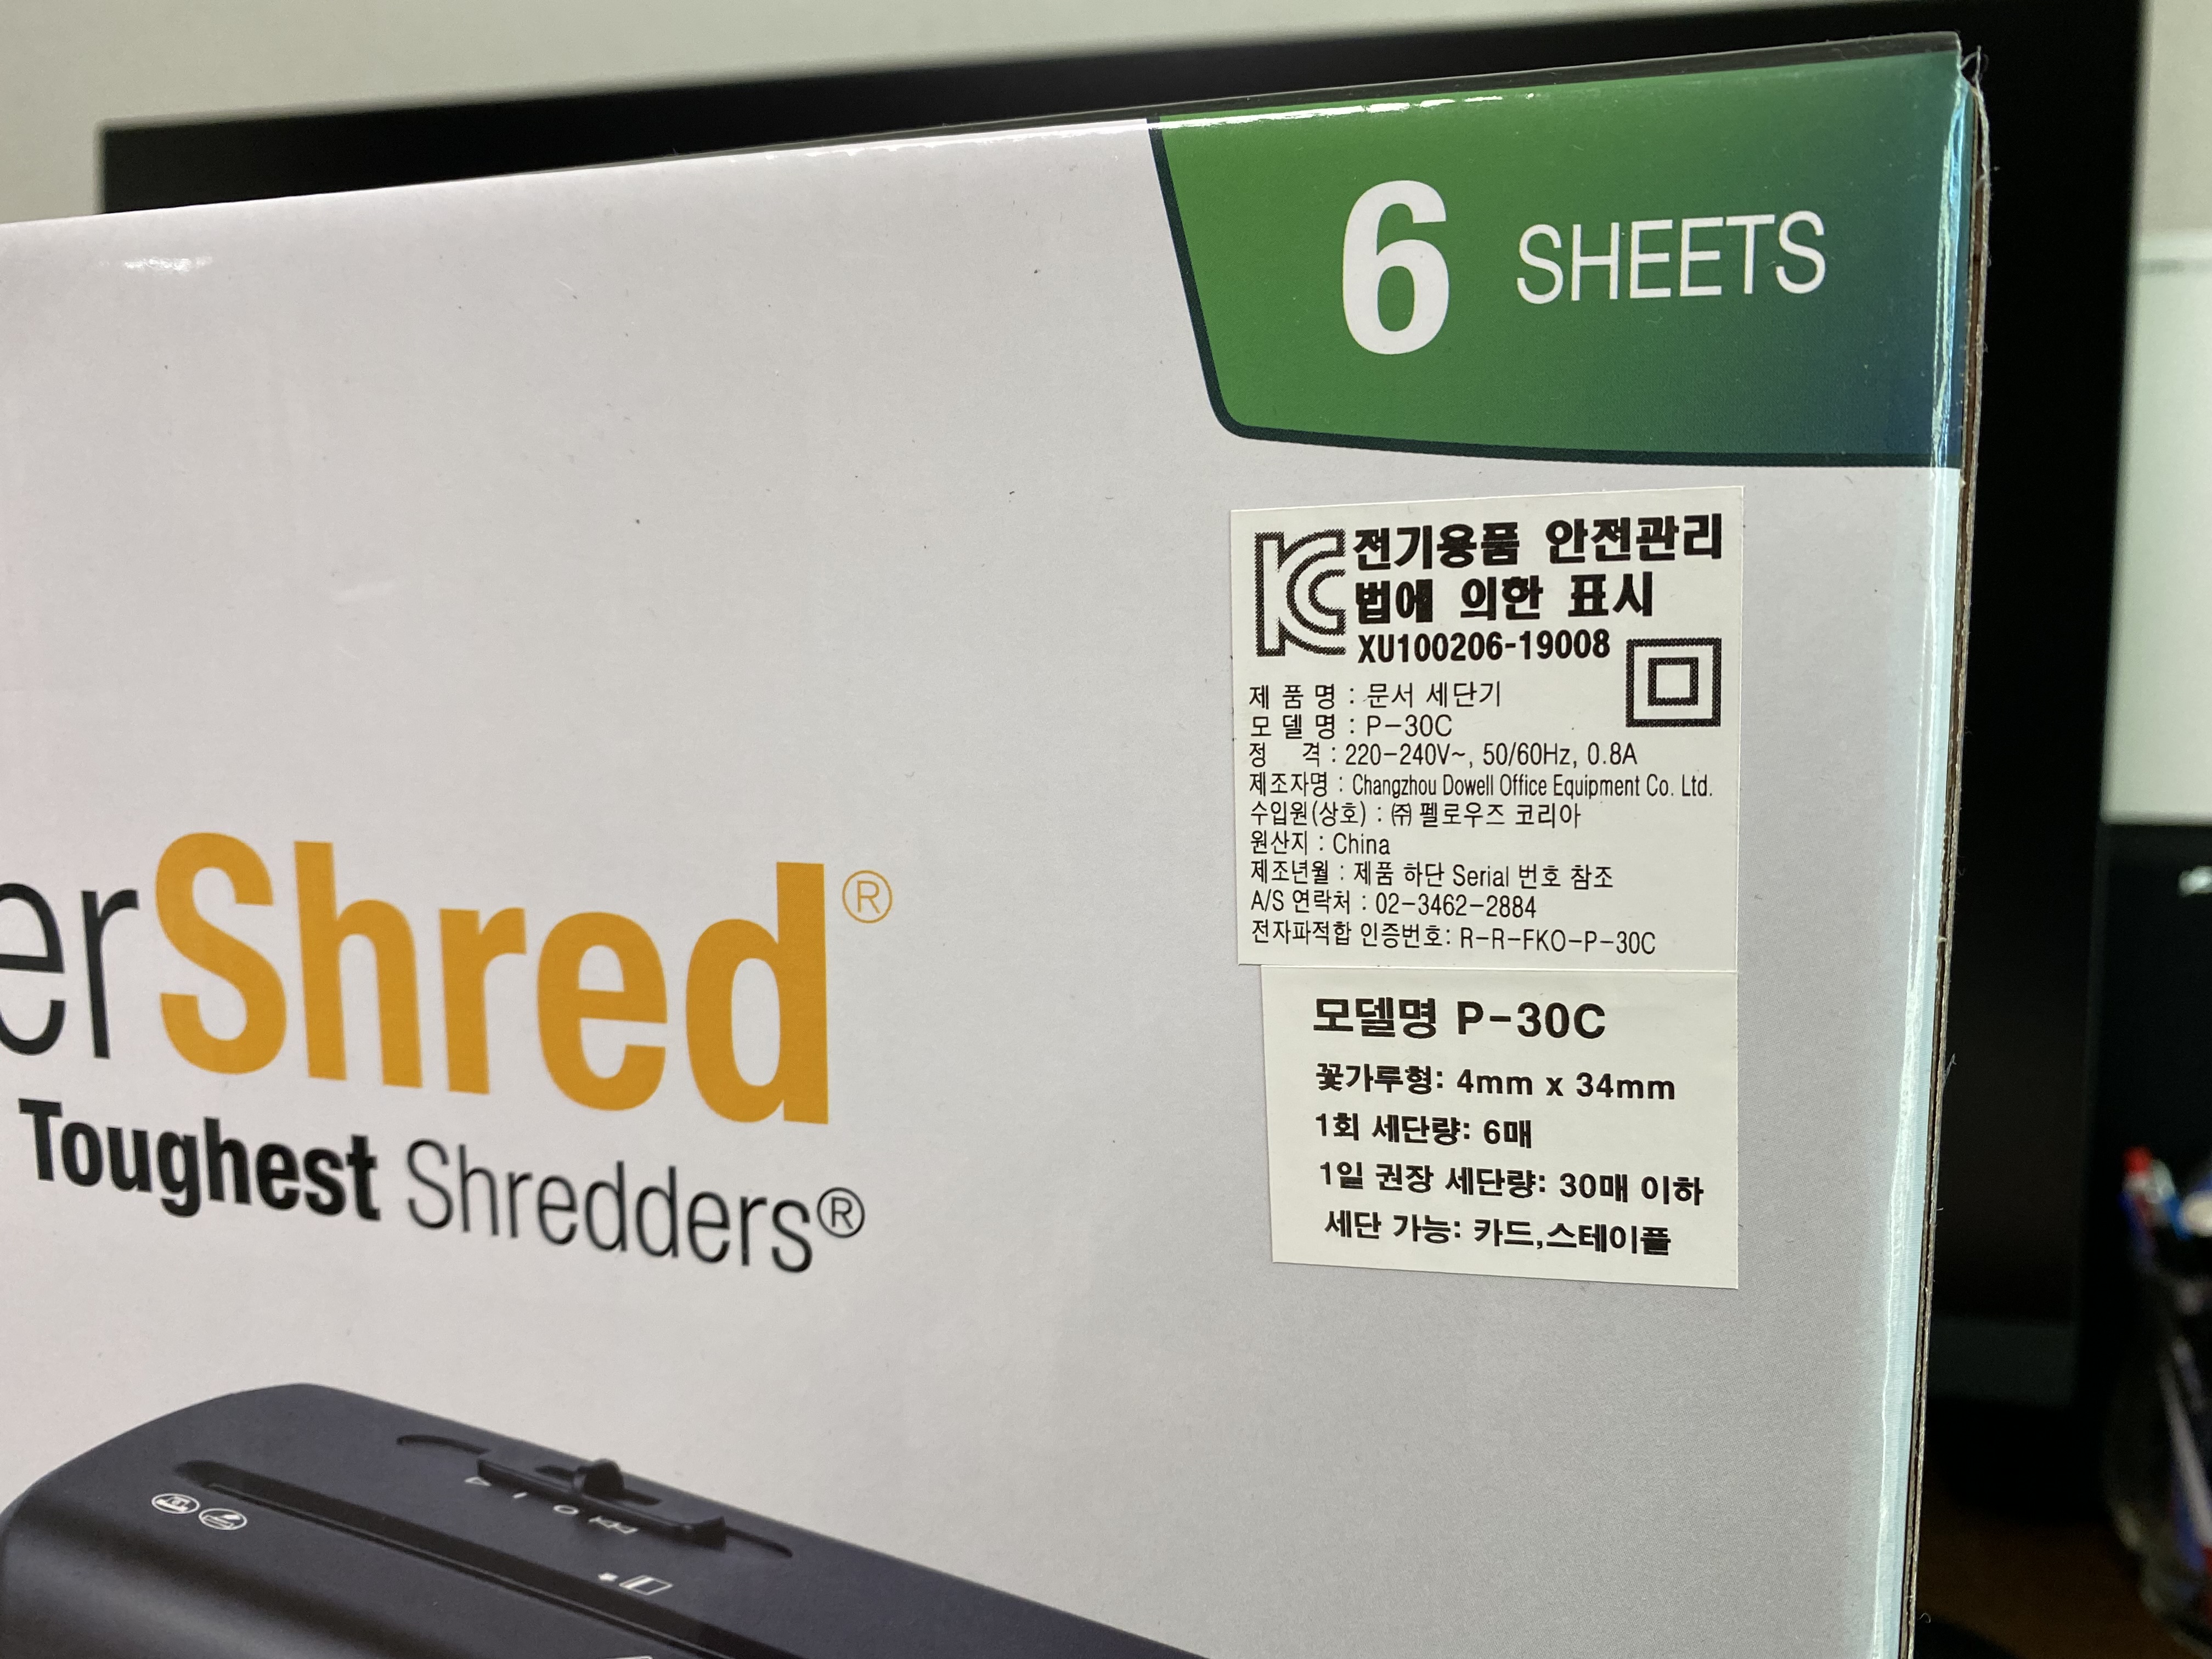 6 SHEETS
전기용품 안전관리
법에 의한 표시
XU100206-19008
제 품 명 : 문서 세단기
모 델 명 : P-30C
정 격 : 220-240V~, 50/60Hz, 0.8A
제조자명 : Changzhou Dowell Office Equipment Co. Ltd.
수입원(상호) : ㈜ 펠로우즈 코리아
원산지 : China
제조년월 : 제품 하단 Serial 번호 참조
A/S 연락처 : 02-3462-2884
전자파적합 인증번호: R-R-FKO-P-30C
모델명 P-30C
꽃가루형: 4mm x 34mm
1회 세단량: 6매
1일 권장 세단량: 30매 이하
세단 가능: 카드,스테이플
erShred®
Toughest Shredders®